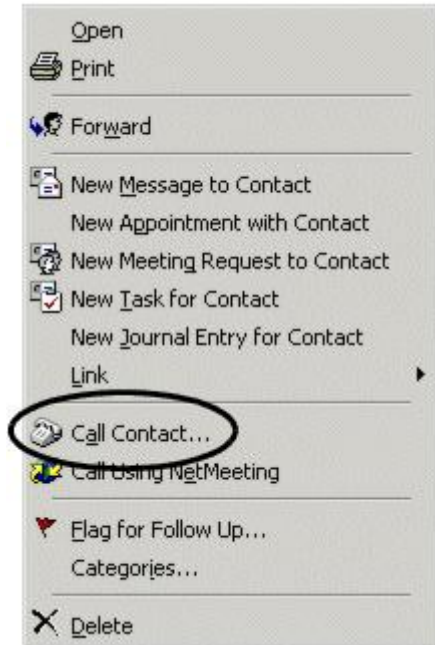 Open
Print
Forward
New Message to Contact
New Appointment with Contact
New Meeting Request to Contact
New Task for Contact
New Journal Entry for Contact
Link
Call Contact...
Call Using NetMeeting
Flag for Follow Up...
Categories...
Delete